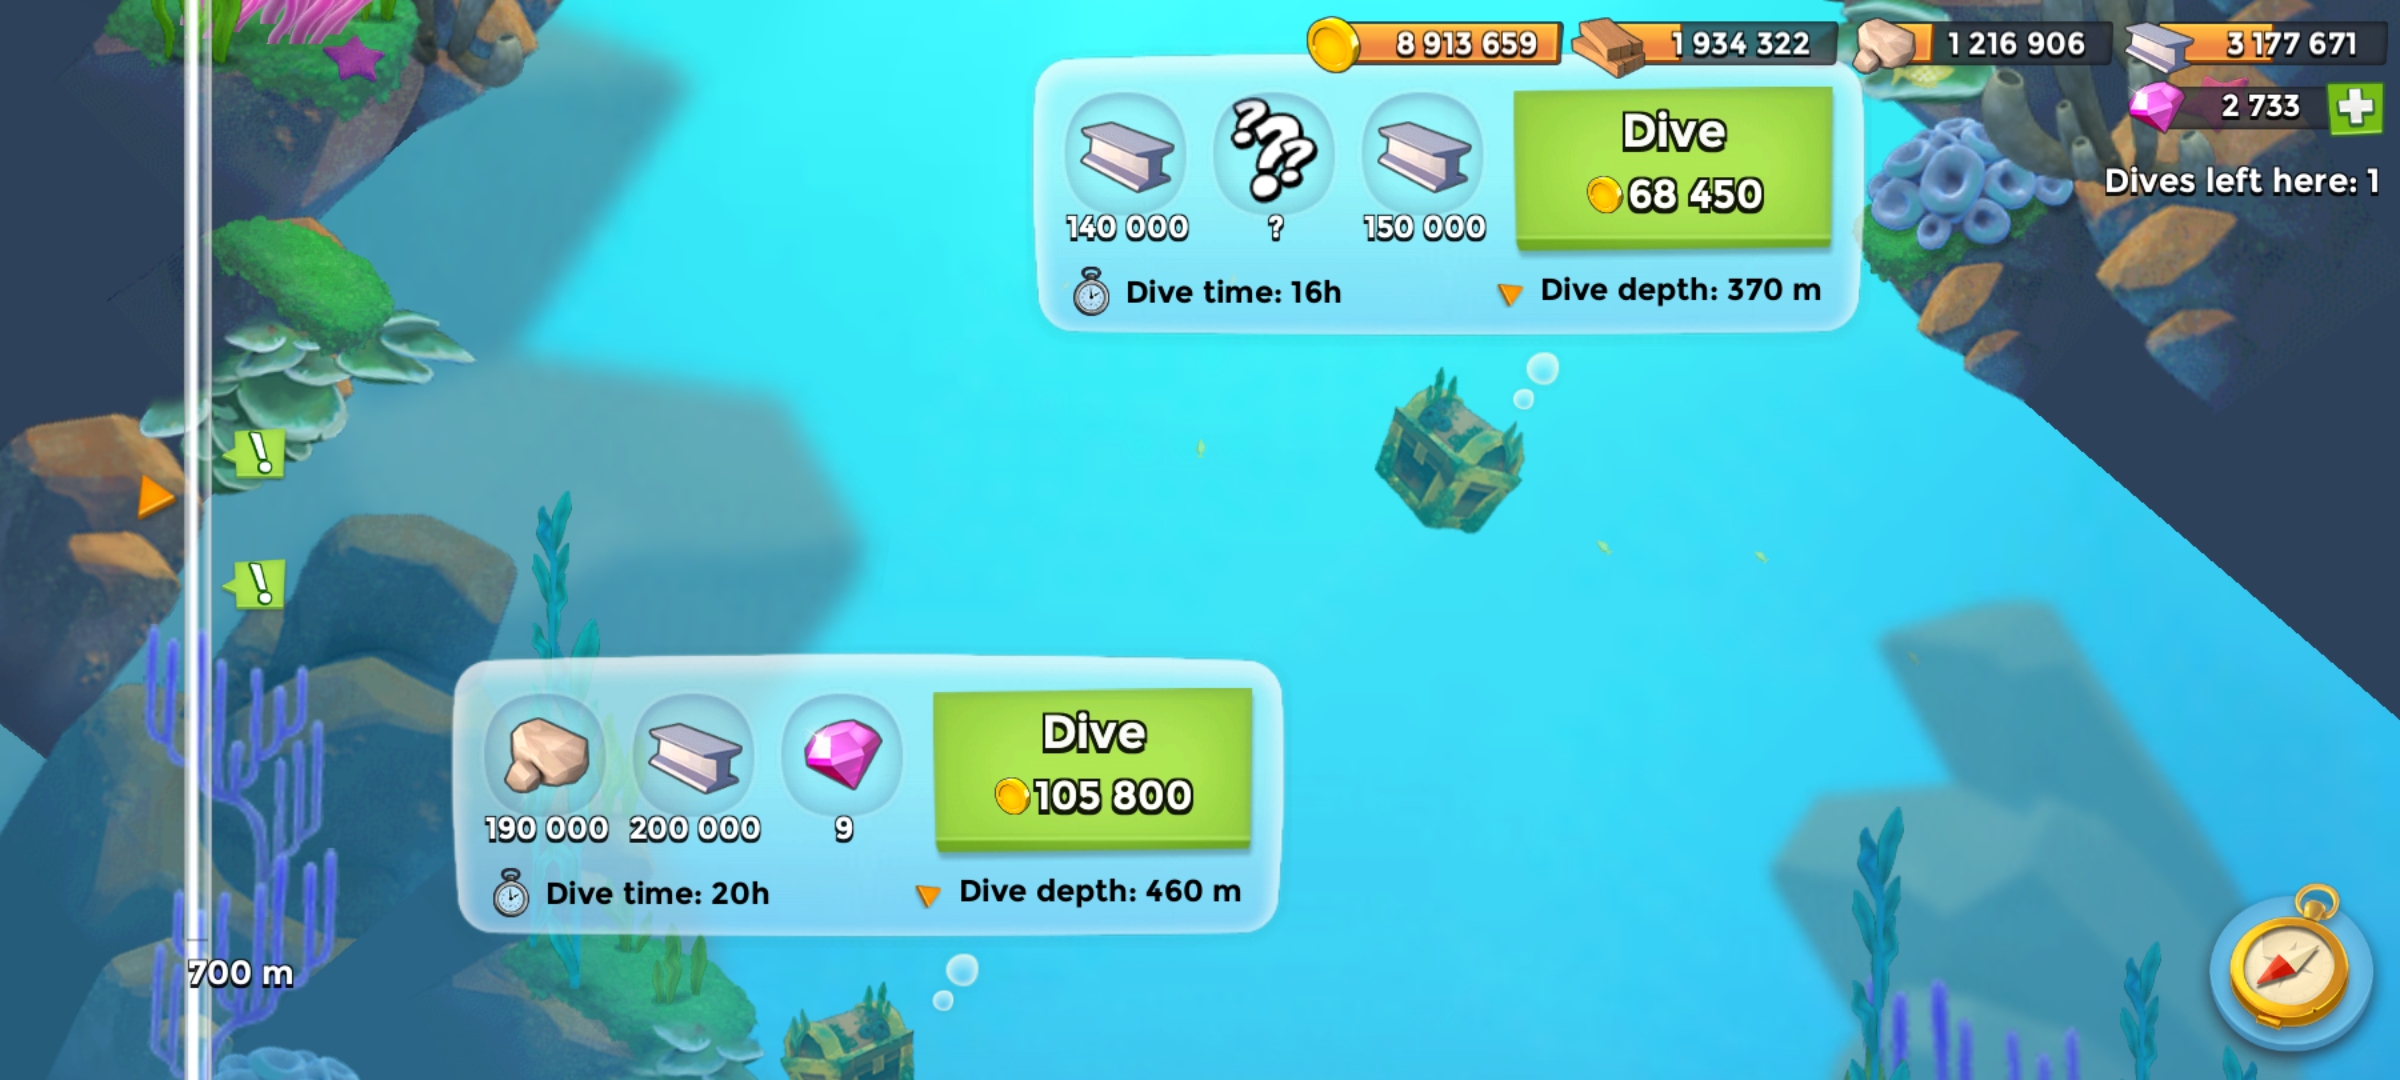 8 913 659
1 934 322
1 216 906
3 177 671
2 733
Dives left here: 1
140 000
???
?
150 000
Dive
68 450
Dive time: 16h
Dive depth: 370 m
!
!
190 000
200 000
9
Dive
105 800
Dive time: 20h
Dive depth: 460 m
700 m